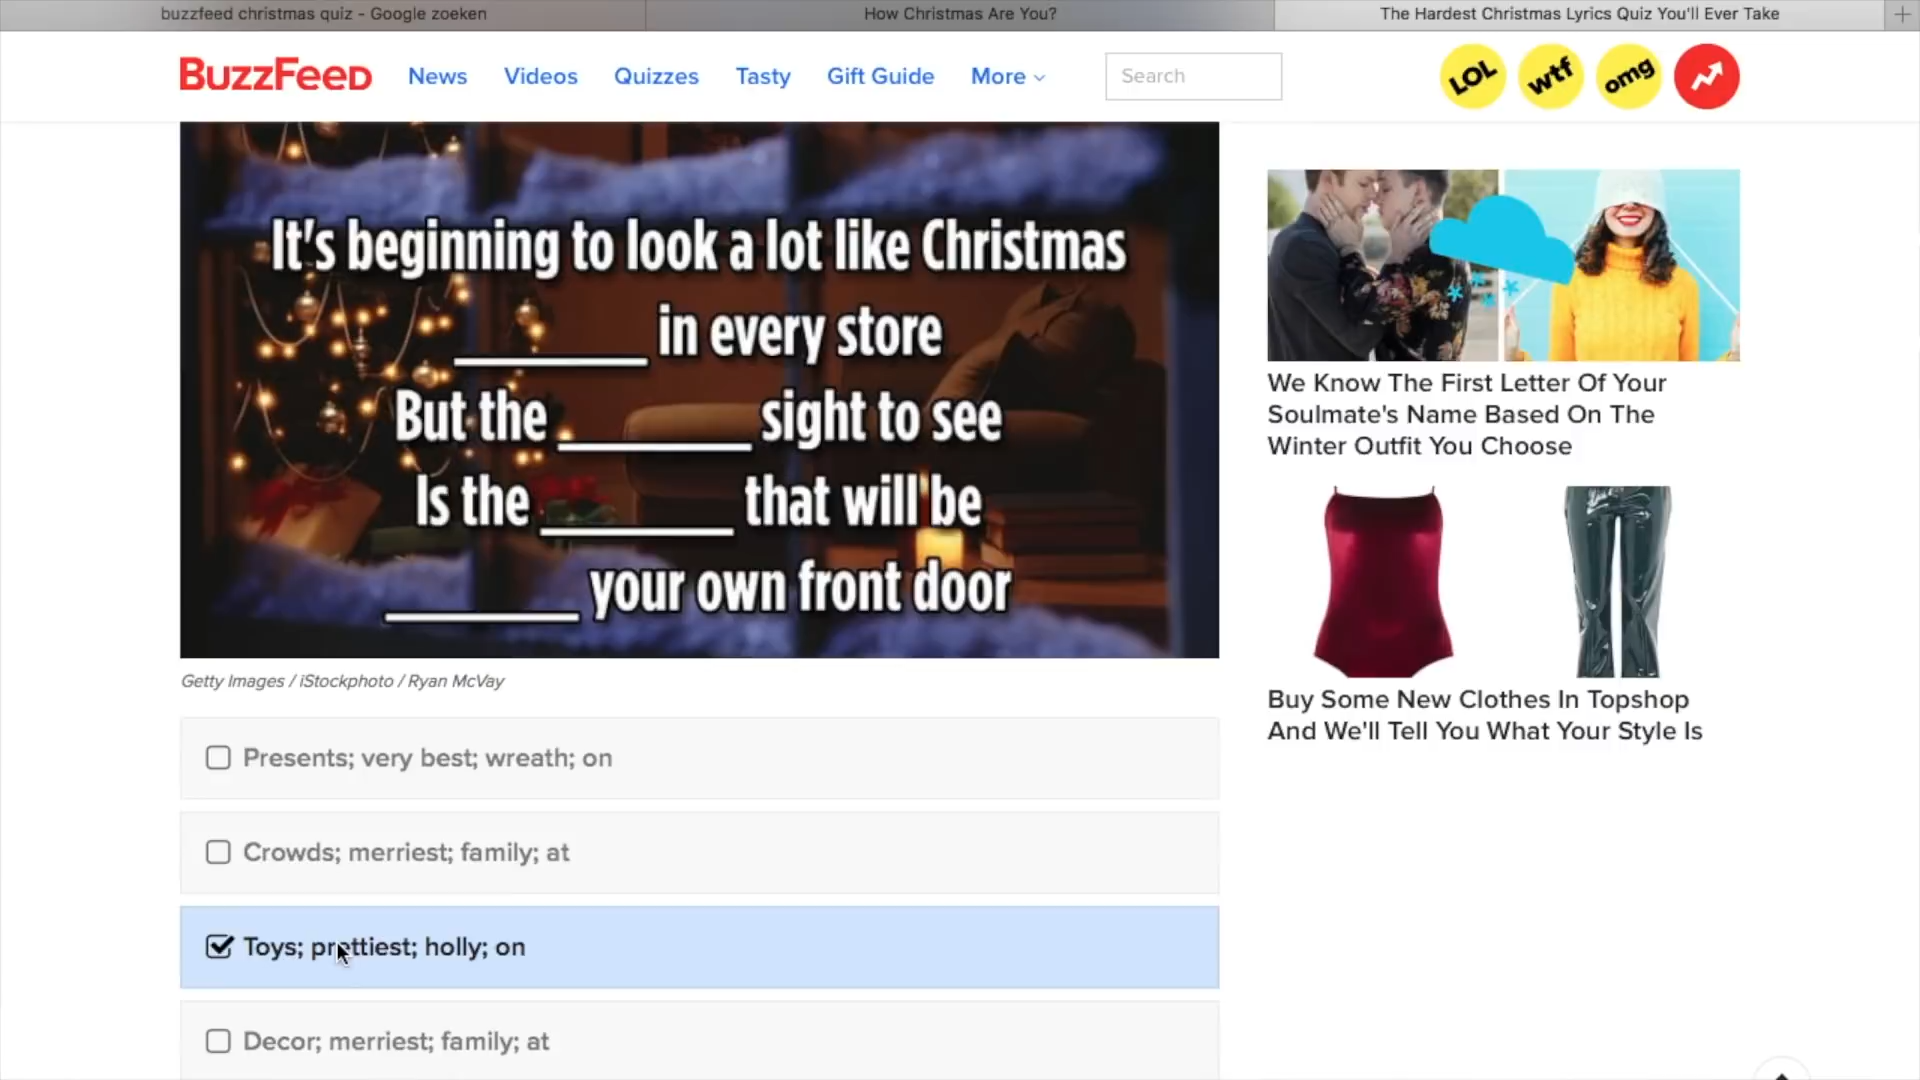 buzzfeed christmas quiz - Google zoeken
How Christmas Are You?
The Hardest Christmas Lyrics Quiz You'll Ever Take
BuzzFeed
News
Videos
Quizzes
Tasty
Gift Guide
More
Search
LOL
wtf
omg
It's beginning to look a lot like Christmas
_______ in every store
But the _______ sight to see
Is the _______ that will be
_______ your own front door
Getty Images / iStockphoto / Ryan McVay
Presents; very best; wreath; on
Crowds; merriest; family; at
Toys; prettiest; holly; on
Decor; merriest; family; at
We Know The First Letter Of Your
Soulmate's Name Based On The
Winter Outfit You Choose
Buy Some New Clothes In Topshop
And We'll Tell You What Your Style Is